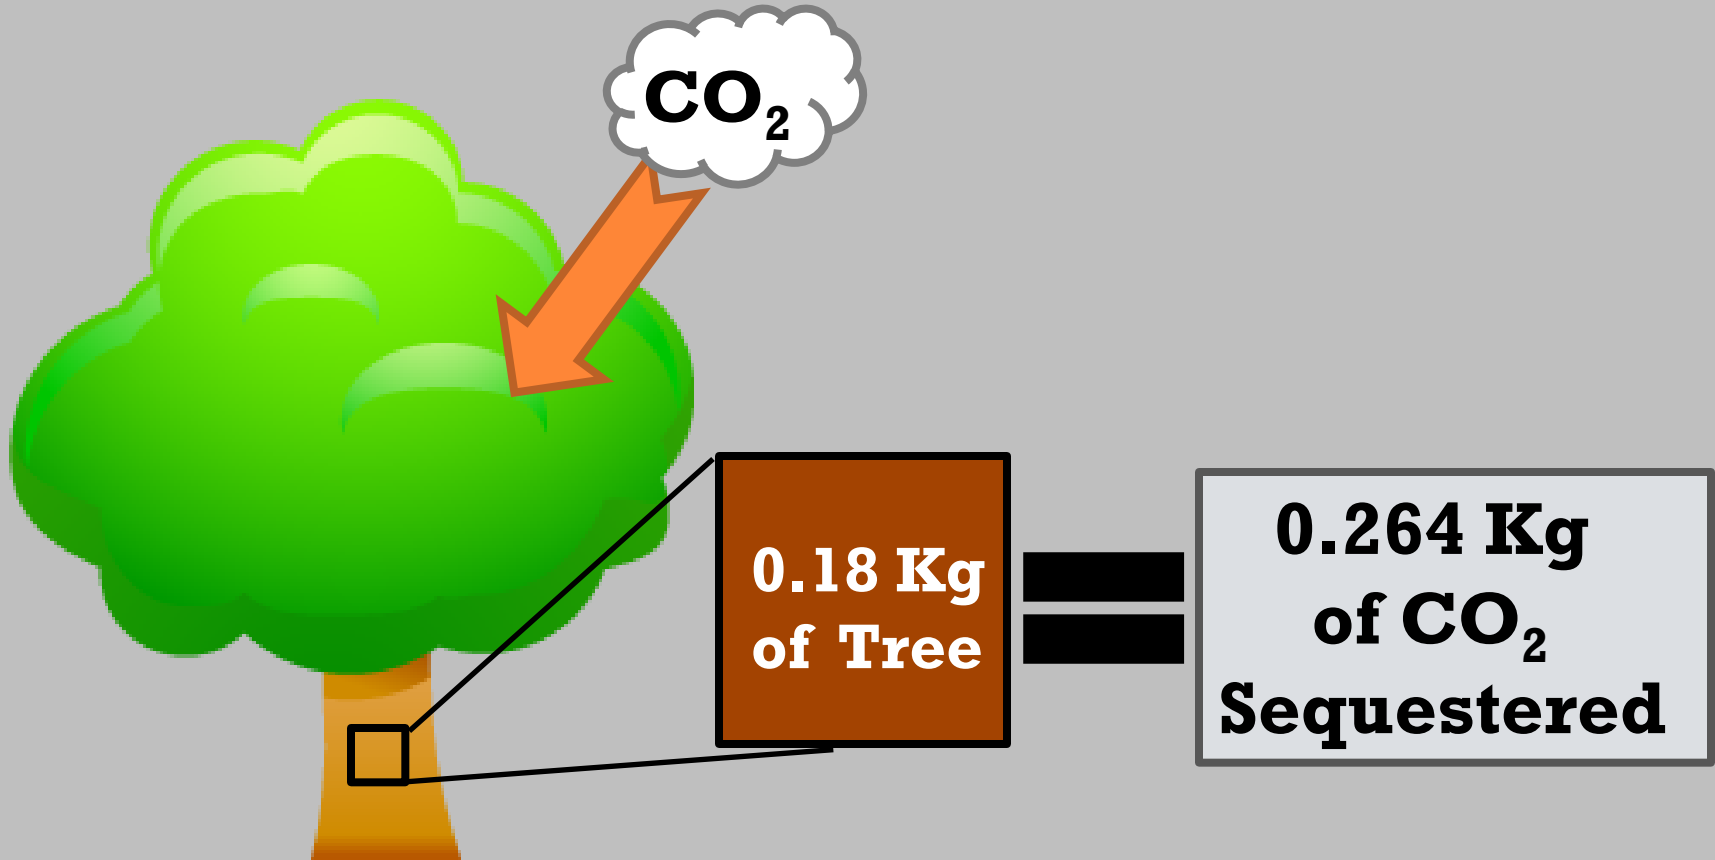 CO₂
0.18 Kg
of Tree
0.264 Kg
of CO₂
Sequestered